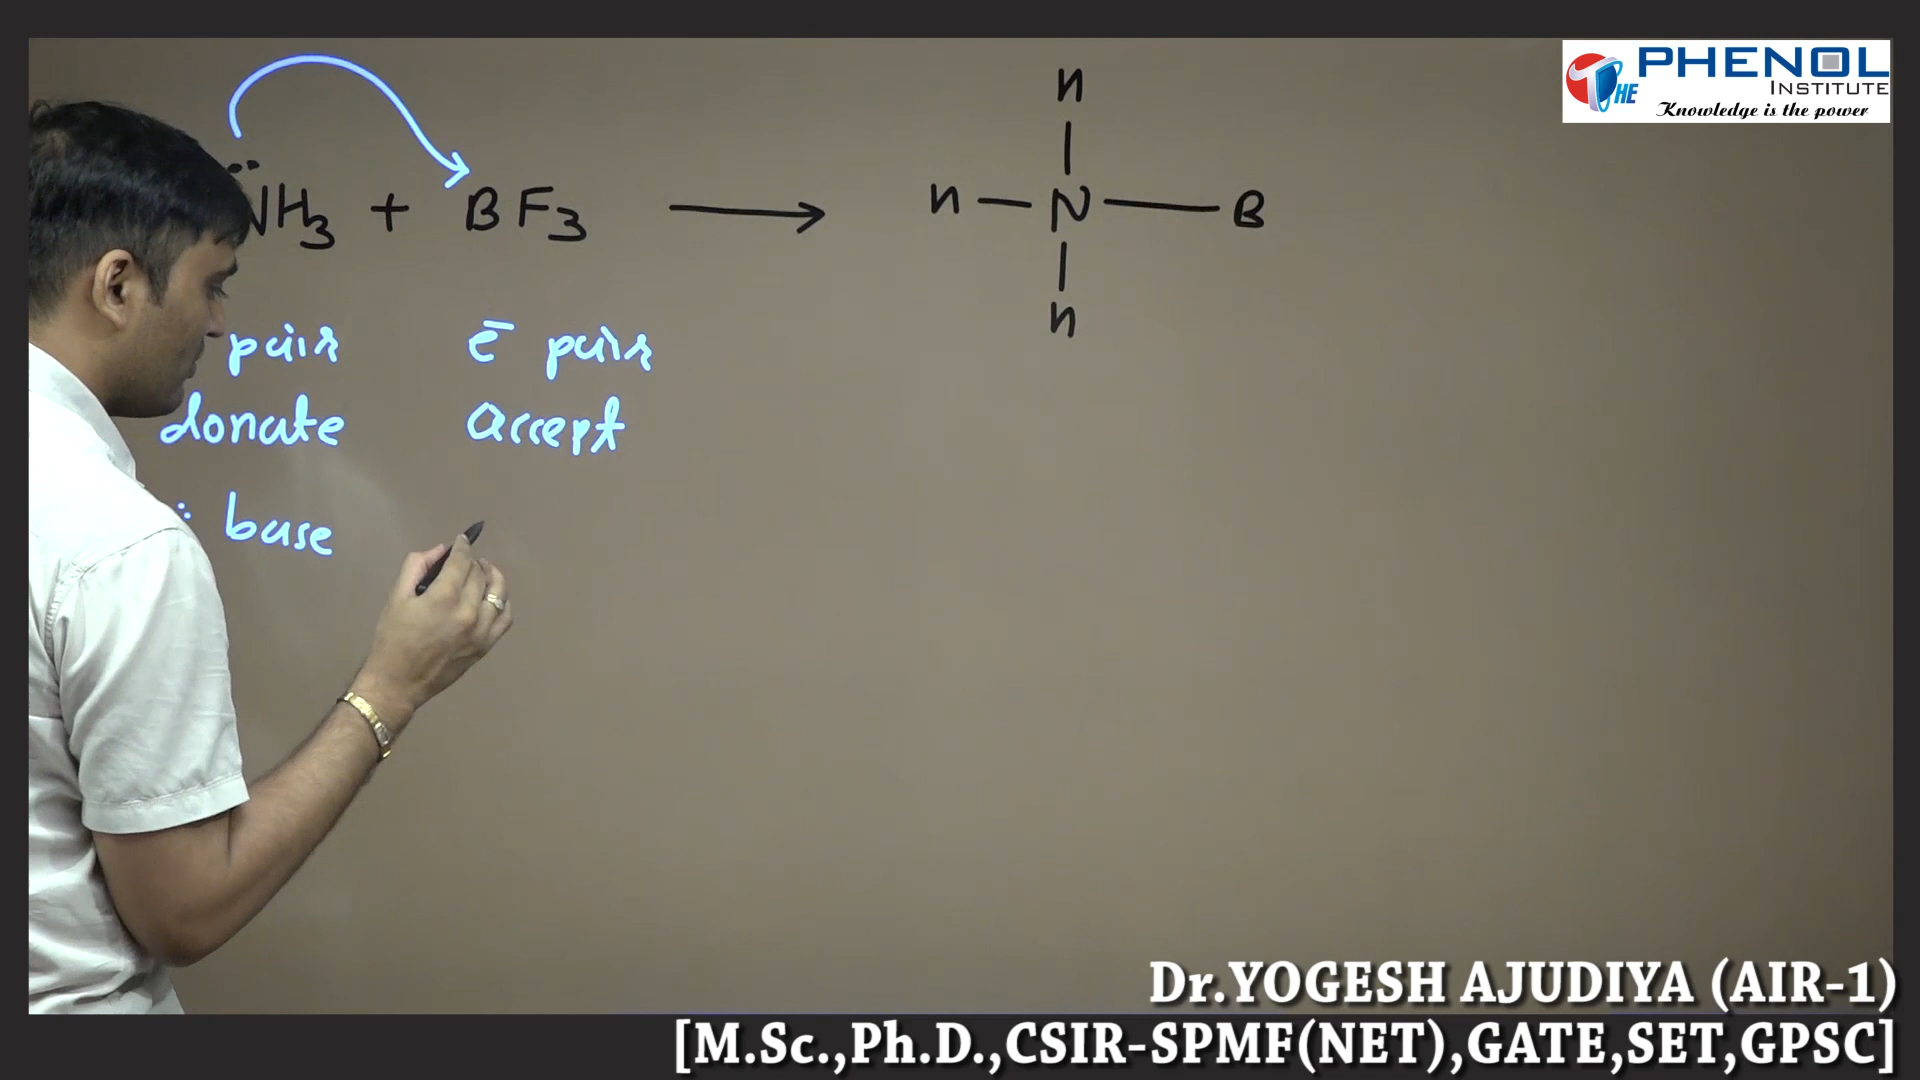 PHENOL
THE INSTITUTE
Knowledge is the power
NH3 + BF3 ⟶
H
H — N — B
H
pair e⁻ pair
donate accept
∴ base
Dr.YOGESH AJUDIYA (AIR-1)
[M.Sc.,Ph.D.,CSIR-SPMF(NET),GATE,SET,GPSC]